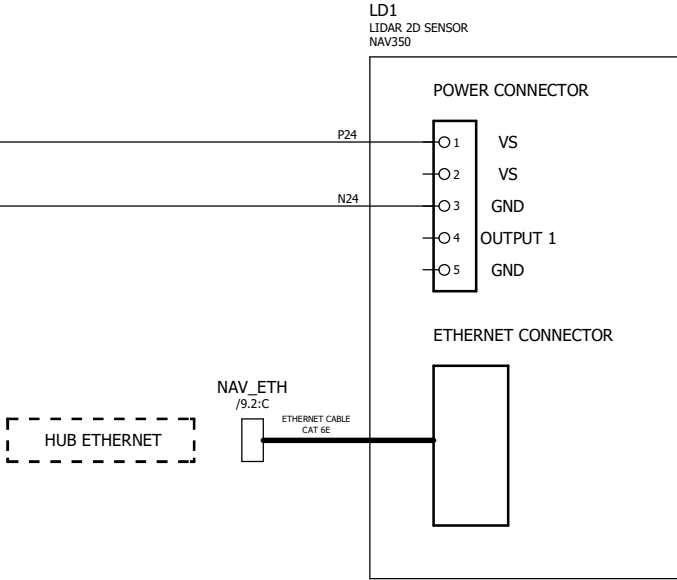 LD1
LIDAR 2D SENSOR
NAV350
POWER CONNECTOR
P24
1 VS
2 VS
N24
3 GND
4 OUTPUT 1
5 GND
ETHERNET CONNECTOR
NAV_ETH
/9.2:C
ETHERNET CABLE
CAT 6E
HUB ETHERNET